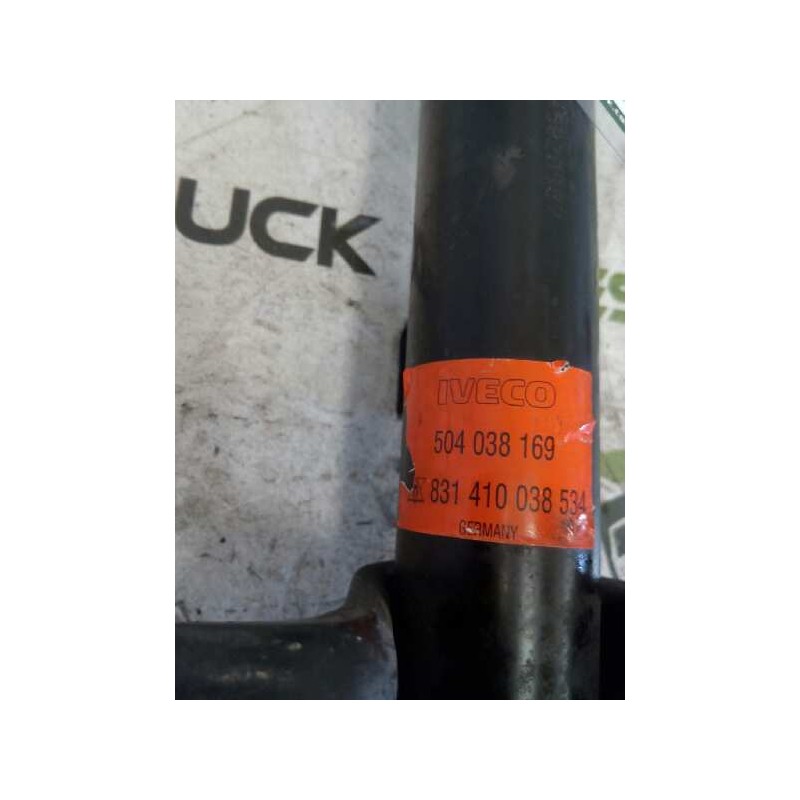 UCK
IVECO
504 038 169
831 410 038 534
GERMANY